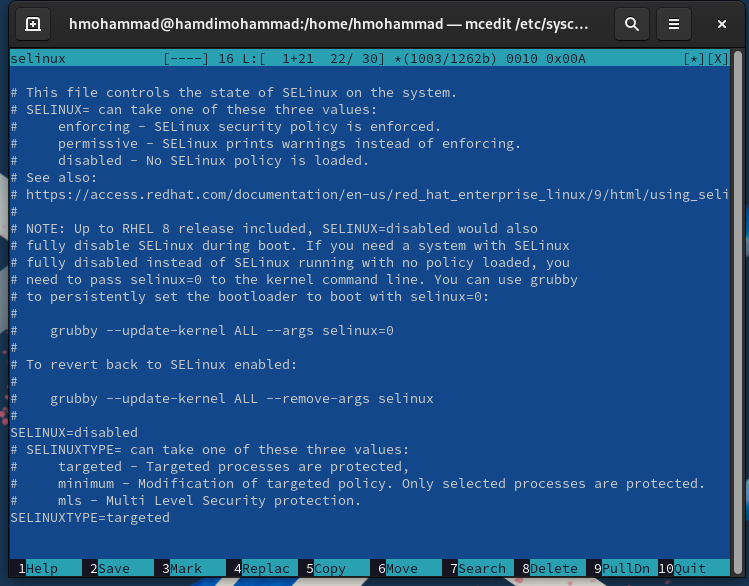 hmohammad@hamdimohammad:/home/hmohammad — mcedit /etc/sysc...
selinux [----] 16 L:[ 1+21 22/ 30] *(1003/1262b) 0010 0x00A [*][X]
# This file controls the state of SELinux on the system.
# SELINUX= can take one of these three values:
#     enforcing - SELinux security policy is enforced.
#     permissive - SELinux prints warnings instead of enforcing.
#     disabled - No SELinux policy is loaded.
# See also:
# https://access.redhat.com/documentation/en-us/red_hat_enterprise_linux/9/html/using_seli
#
# NOTE: Up to RHEL 8 release included, SELINUX=disabled would also
# fully disable SELinux during boot. If you need a system with SELinux
# fully disabled instead of SELinux running with no policy loaded, you
# need to pass selinux=0 to the kernel command line. You can use grubby
# to persistently set the bootloader to boot with selinux=0:
#
#    grubby --update-kernel ALL --args selinux=0
#
# To revert back to SELinux enabled:
#
#    grubby --update-kernel ALL --remove-args selinux
#
SELINUX=disabled
# SELINUXTYPE= can take one of these three values:
#     targeted - Targeted processes are protected,
#     minimum - Modification of targeted policy. Only selected processes are protected.
#     mls - Multi Level Security protection.
SELINUXTYPE=targeted
1Help 2Save 3Mark 4Replac 5Copy 6Move 7Search 8Delete 9PullDn 10Quit